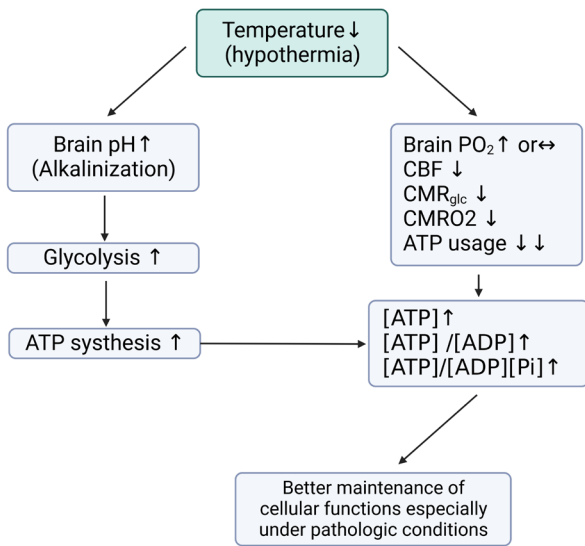 Temperature↓
(hypothermia)
Brain pH↑
(Alkalinization)
Glycolysis ↑
ATP systhesis ↑
Brain PO₂↑ or↔
CBF ↓
CMRglc ↓
CMRO2 ↓
ATP usage ↓↓
[ATP]↑
[ATP] /[ADP]↑
[ATP]/[ADP][Pi]↑
Better maintenance of
cellular functions especially
under pathologic conditions